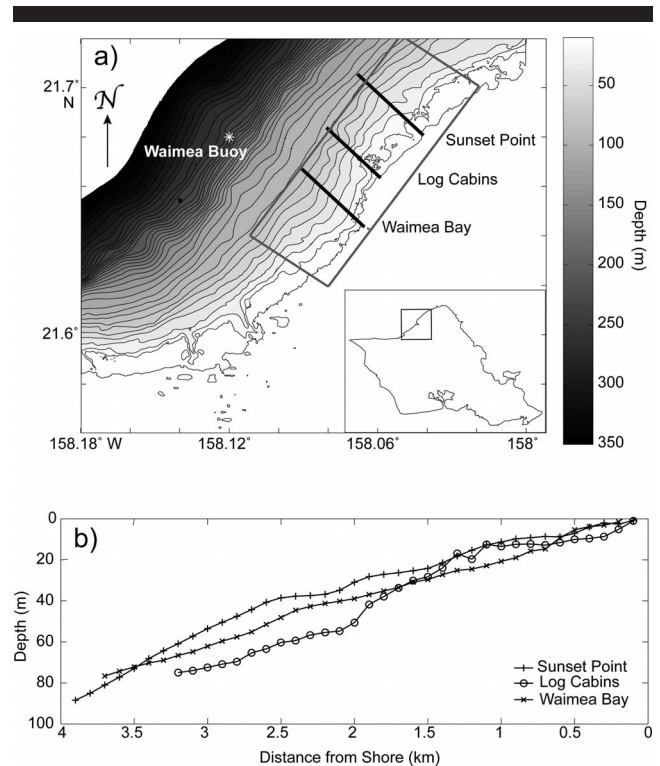 a)
21.7°
N
N
Waimea Buoy
Sunset Point
Log Cabins
Waimea Bay
21.6°
158.18° W
158.12°
158.06°
158°
50
100
150
200
250
300
350
Depth (m)
b)
0
20
40
60
80
100
Depth (m)
Sunset Point
Log Cabins
Waimea Bay
4
3.5
3
2.5
2
1.5
1
0.5
0
Distance from Shore (km)